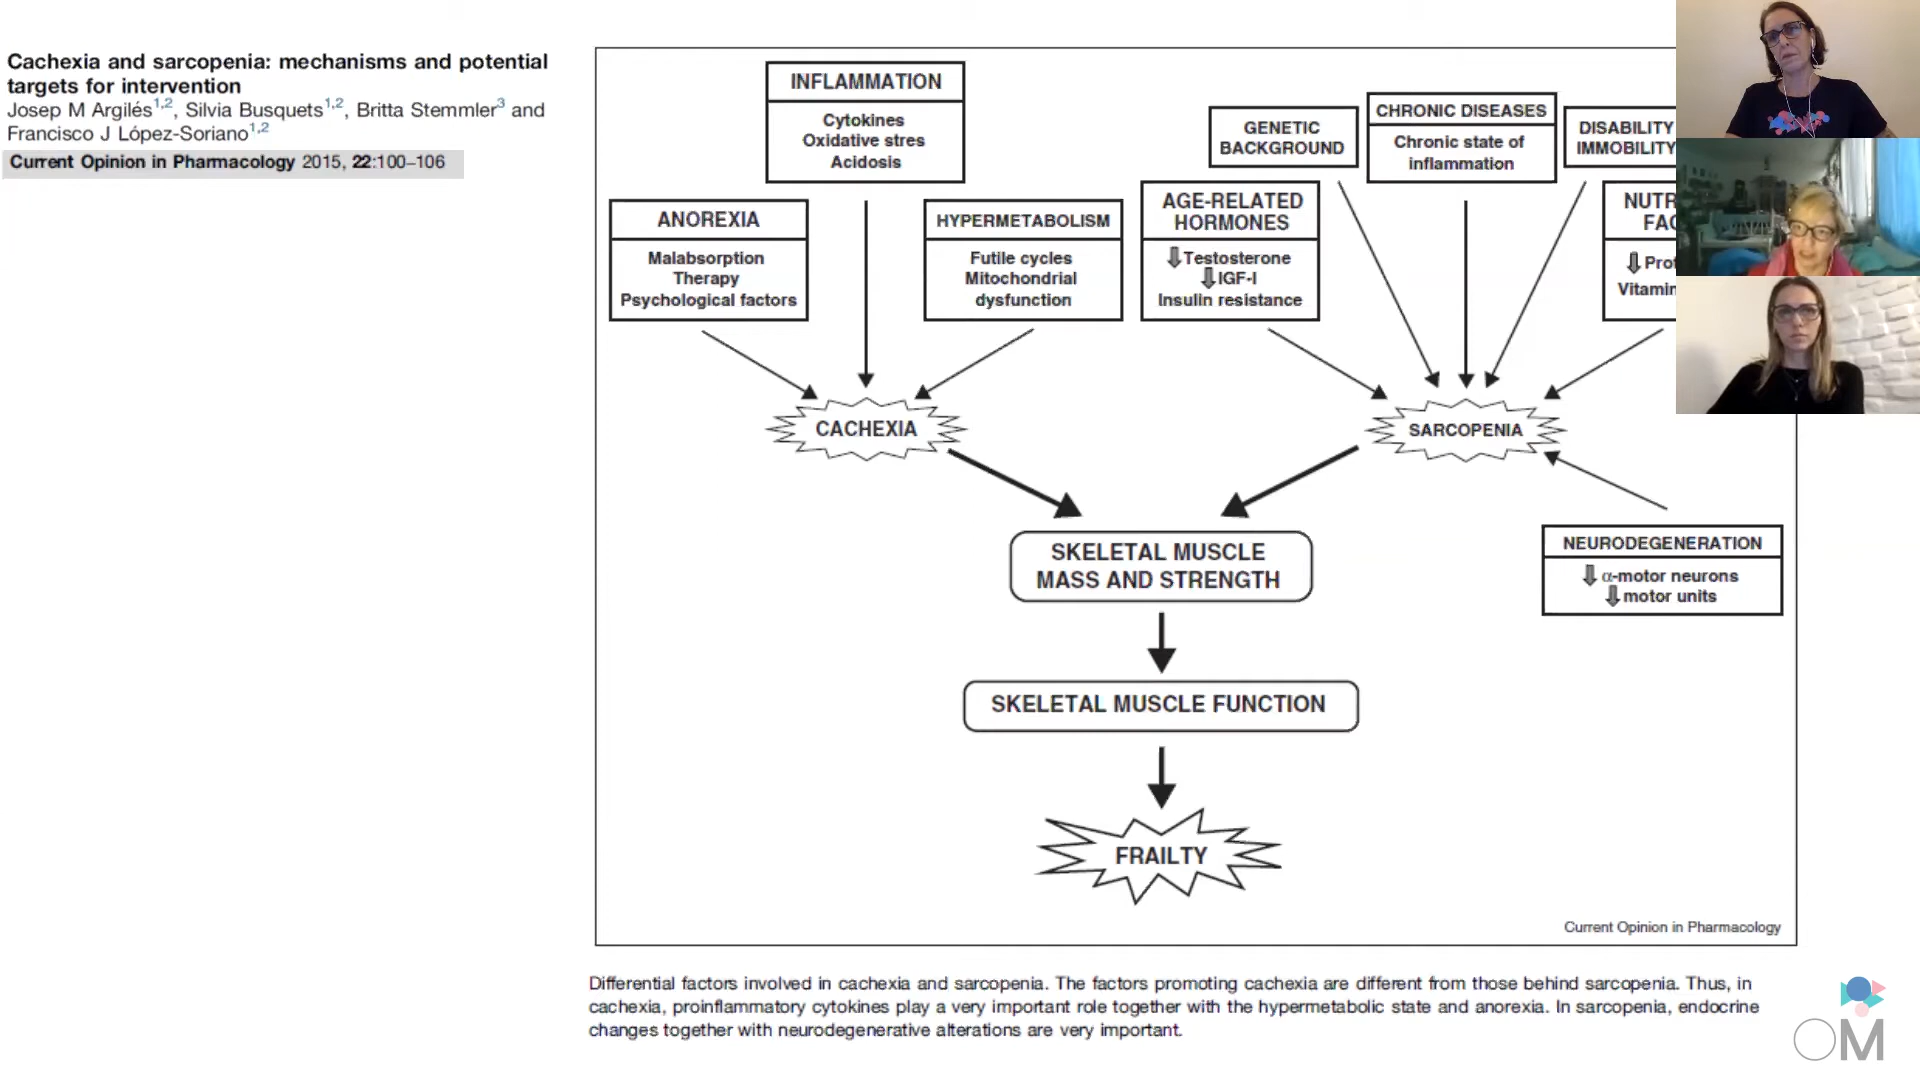 Cachexia and sarcopenia: mechanisms and potential
targets for intervention
Josep M Argilés1,2, Silvia Busquets1,2, Britta Stemmler3 and
Francisco J López-Soriano1,2
Current Opinion in Pharmacology 2015, 22:100–106
INFLAMMATION
Cytokines
Oxidative stres
Acidosis
ANOREXIA
Malabsorption
Therapy
Psychological factors
HYPERMETABOLISM
Futile cycles
Mitochondrial
dysfunction
AGE-RELATED
HORMONES
Testosterone
IGF-I
Insulin resistance
GENETIC
BACKGROUND
CHRONIC DISEASES
Chronic state of
inflammation
DISABILITY
IMMOBILITY
CACHEXIA
SARCOPENIA
NEURODEGENERATION
α-motor neurons
motor units
SKELETAL MUSCLE
MASS AND STRENGTH
SKELETAL MUSCLE FUNCTION
FRAILTY
Current Opinion in Pharmacology
Differential factors involved in cachexia and sarcopenia. The factors promoting cachexia are different from those behind sarcopenia. Thus, in
cachexia, proinflammatory cytokines play a very important role together with the hypermetabolic state and anorexia. In sarcopenia, endocrine
changes together with neurodegenerative alterations are very important.
OM